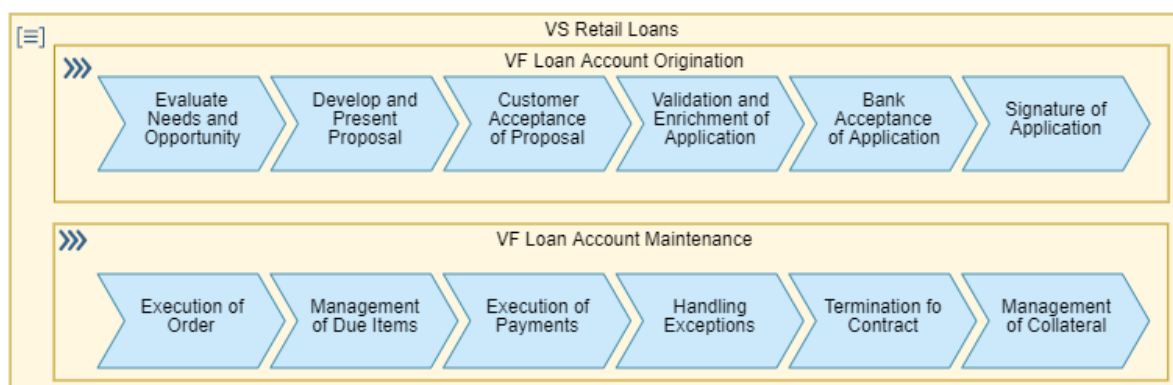 VS Retail Loans
VF Loan Account Origination
Evaluate
Needs and
Opportunity
Develop and
Present
Proposal
Customer
Acceptance
of Proposal
Validation and
Enrichment of
Application
Bank
Acceptance
of Application
Signature of
Application
VF Loan Account Maintenance
Execution of
Order
Management
of Due Items
Execution of
Payments
Handling
Exceptions
Termination fo
Contract
Management
of Collateral